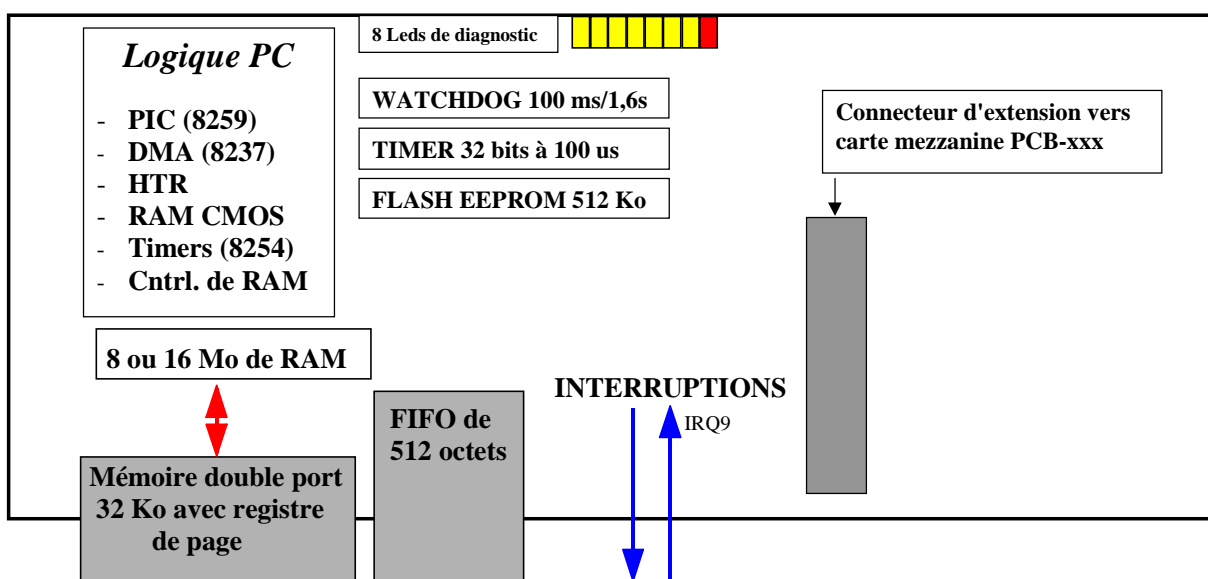 Logique PC
- PIC (8259)
- DMA (8237)
- HTR
- RAM CMOS
- Timers (8254)
- Cntrl. de RAM
8 Leds de diagnostic
WATCHDOG 100 ms/1,6s
TIMER 32 bits à 100 us
FLASH EEPROM 512 Ko
Connecteur d'extension vers
carte mezzanine PCB-xxx
8 ou 16 Mo de RAM
Mémoire double port
32 Ko avec registre
de page
FIFO de
512 octets
INTERRUPTIONS
IRQ9